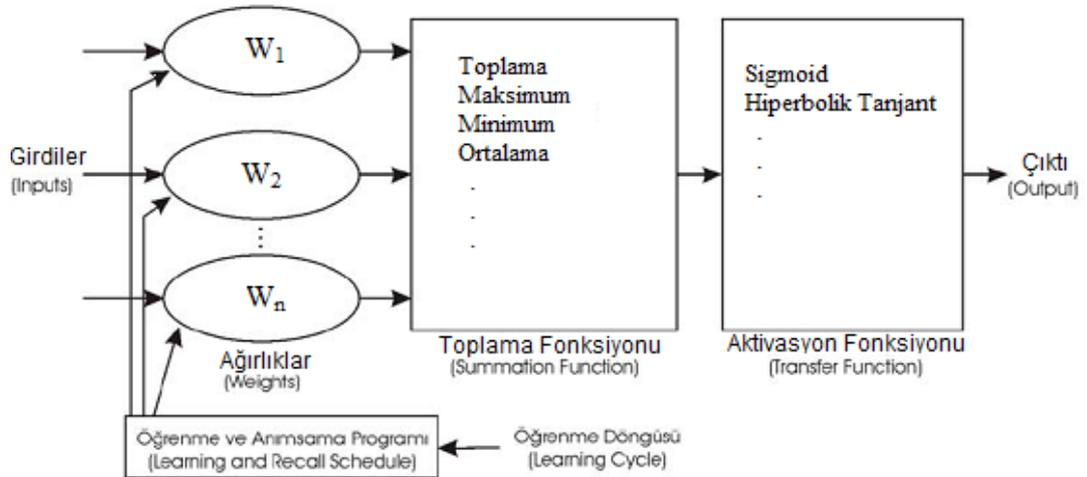 Girdiler
(Inputs)
W1
W2
Wn
Ağırlıklar
(Weights)
Toplama
Maksimum
Minimum
Ortalama
.
.
.
Toplama Fonksiyonu
(Summation Function)
Sigmoid
Hiperbolik Tanjant
.
.
.
Aktivasyon Fonksiyonu
(Transfer Function)
Çıktı
(Output)
Öğrenme ve Anımsama Programı
(Learning and Recall Schedule)
Öğrenme Döngüsü
(Learning Cycle)